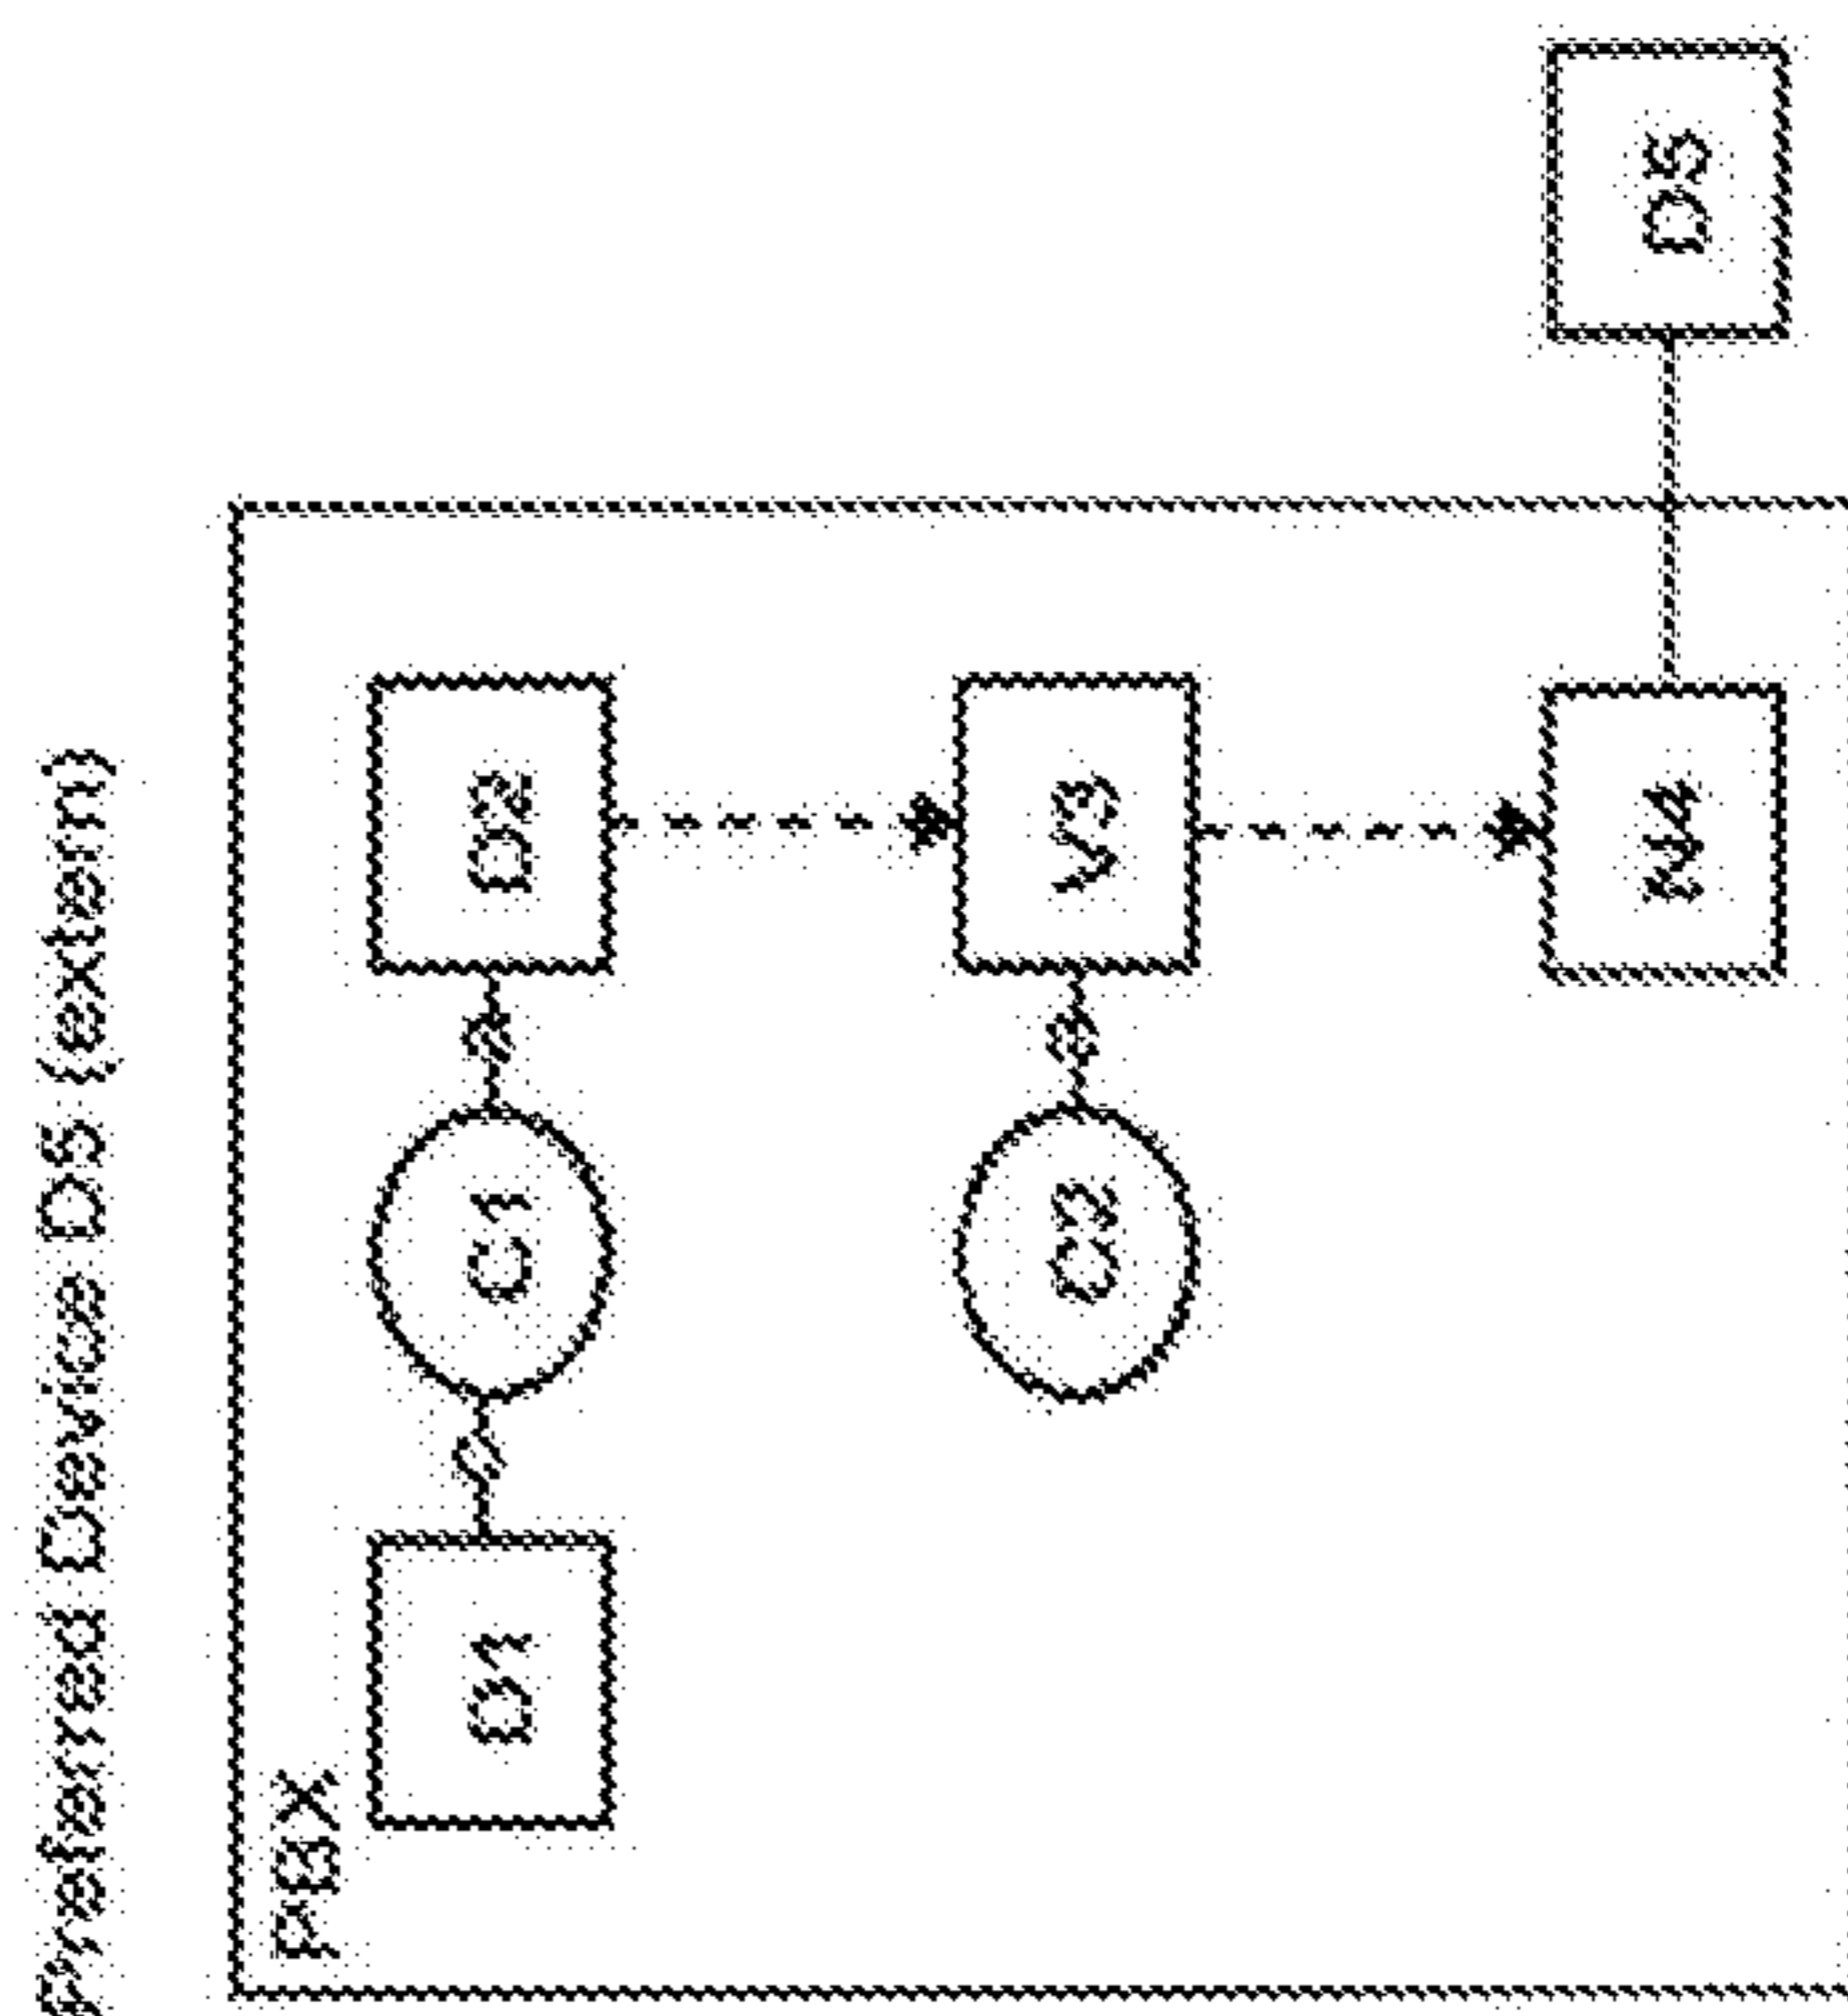 Preferred Device D5 (extern)
PBX
D1 C1 D2
C3 V3
D5